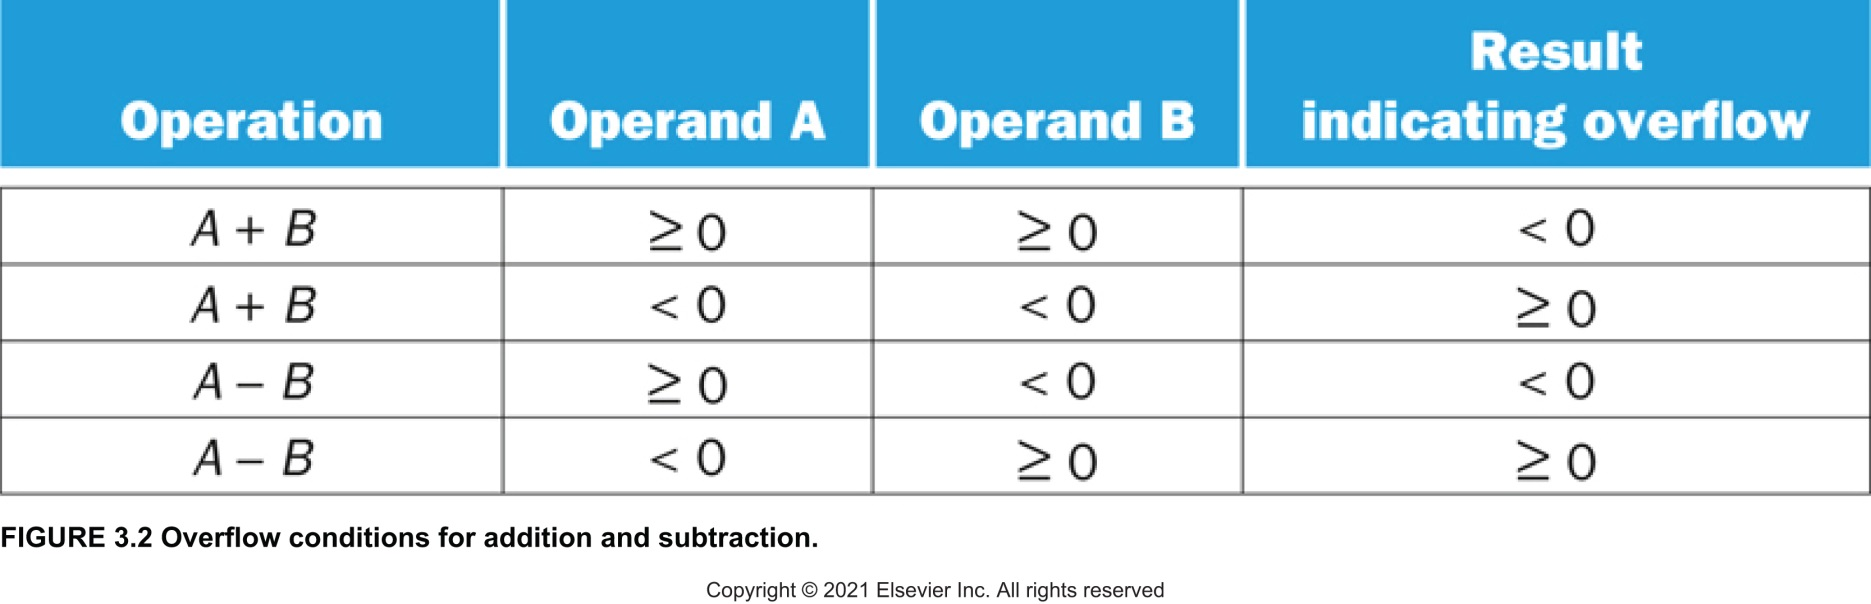 Operation Operand A Operand B Result indicating overflow
A + B ≥ 0 ≥ 0 < 0
A + B < 0 < 0 ≥ 0
A – B ≥ 0 < 0 < 0
A – B < 0 ≥ 0 ≥ 0
FIGURE 3.2 Overflow conditions for addition and subtraction.
Copyright © 2021 Elsevier Inc. All rights reserved